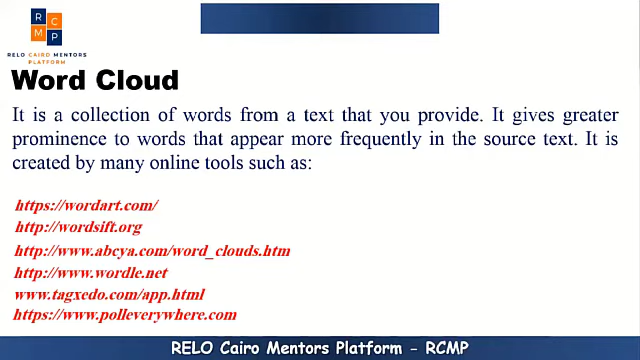 RC
MP
RELO CAIRO MENTORS
PLATFORM
Word Cloud
It is a collection of words from a text that you provide. It gives greater
prominence to words that appear more frequently in the source text. It is
created by many online tools such as:
https://wordart.com/
http://wordsift.org
http://www.abcya.com/word_clouds.htm
http://www.wordle.net
www.tagxedo.com/app.html
https://www.polleverywhere.com
RELO Cairo Mentors Platform - RCMP